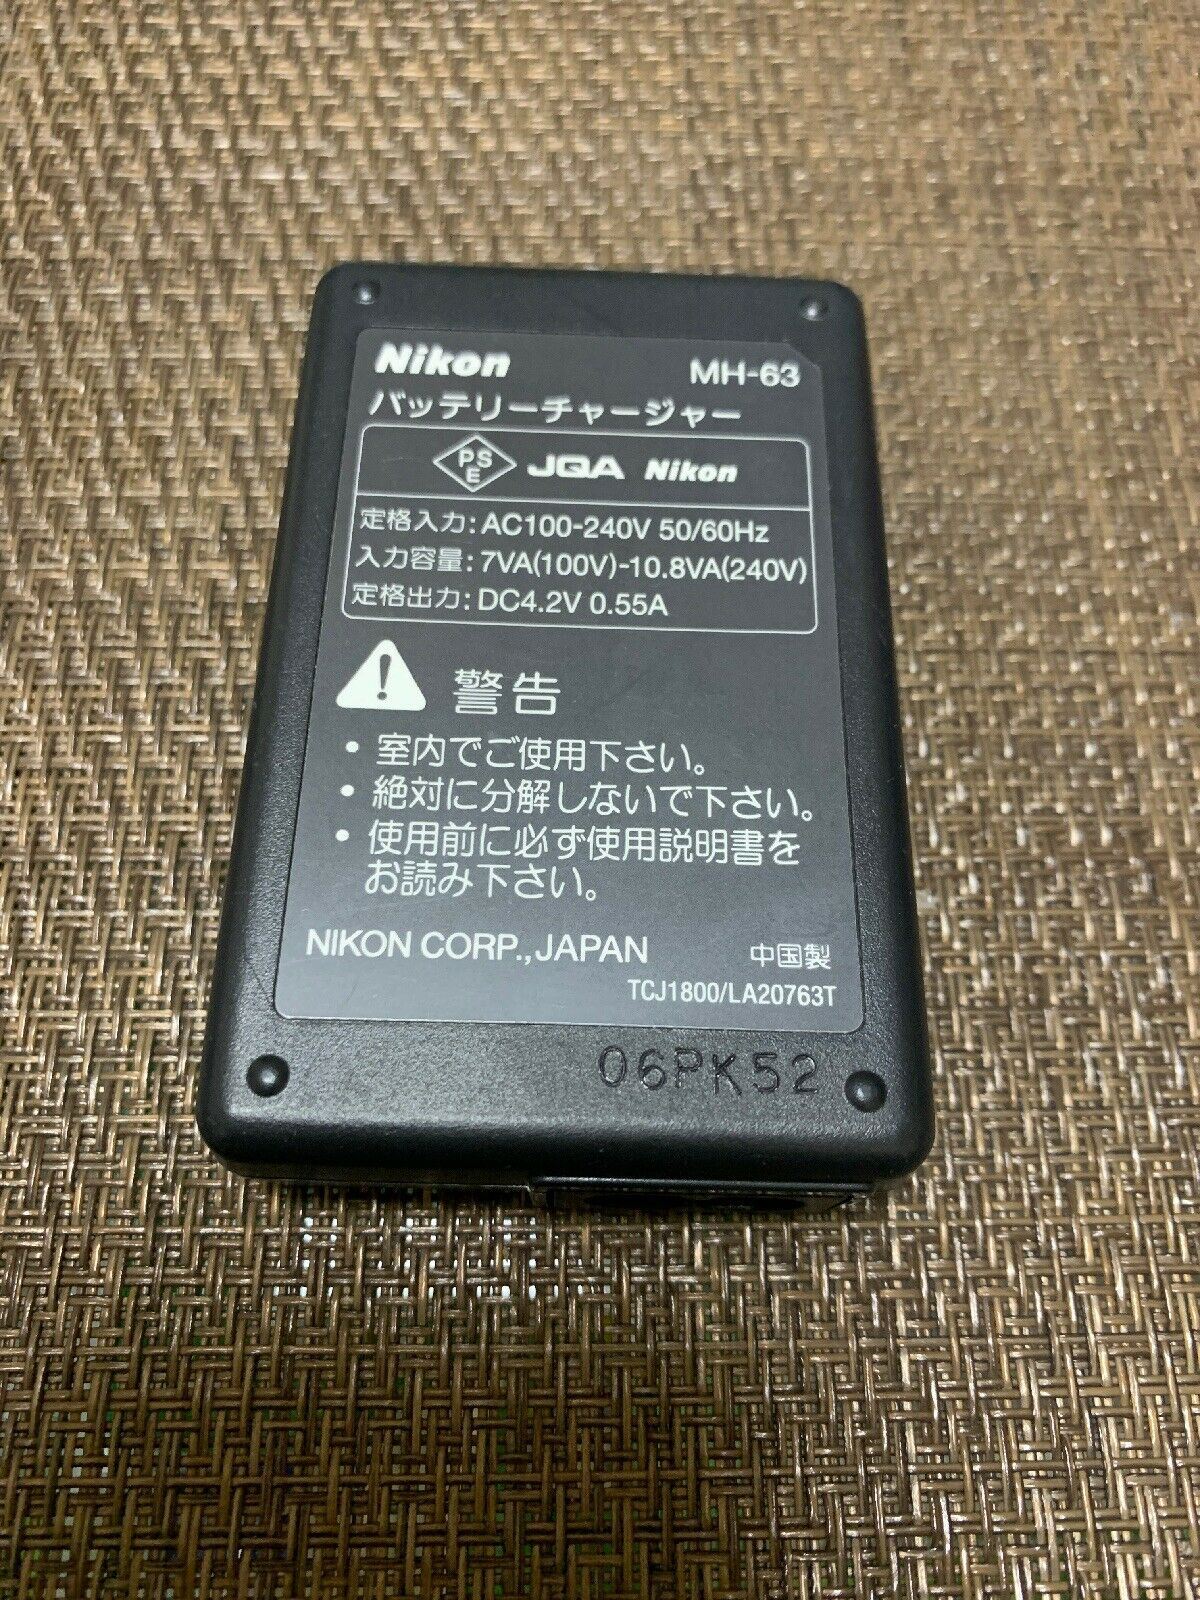 Nikon MH-63
バッテリーチャージャー
PS
E JQA Nikon
定格入力: AC100-240V 50/60Hz
入力容量: 7VA(100V)-10.8VA(240V)
定格出力: DC4.2V 0.55A
警告
・室内でご使用下さい。
・絶対に分解しないで下さい。
・使用前に必ず使用説明書を
お読み下さい。
NIKON CORP.,JAPAN 中国製
TCJ1800/LA20763T
06PK52